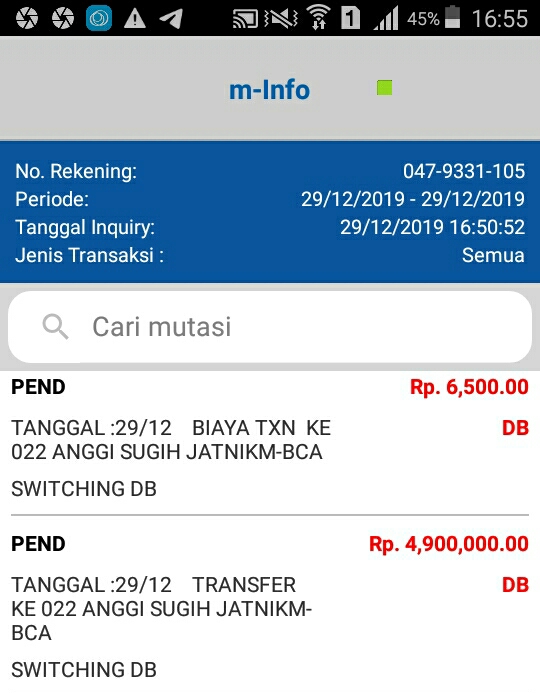 1
45%
16:55
m-Info
No. Rekening: 047-9331-105
Periode: 29/12/2019 - 29/12/2019
Tanggal Inquiry: 29/12/2019 16:50:52
Jenis Transaksi : Semua
Cari mutasi
PEND Rp. 6,500.00
TANGGAL :29/12 BIAYA TXN KE DB
022 ANGGI SUGIH JATNIKM-BCA
SWITCHING DB
PEND Rp. 4,900,000.00
TANGGAL :29/12 TRANSFER DB
KE 022 ANGGI SUGIH JATNIKM-
BCA
SWITCHING DB